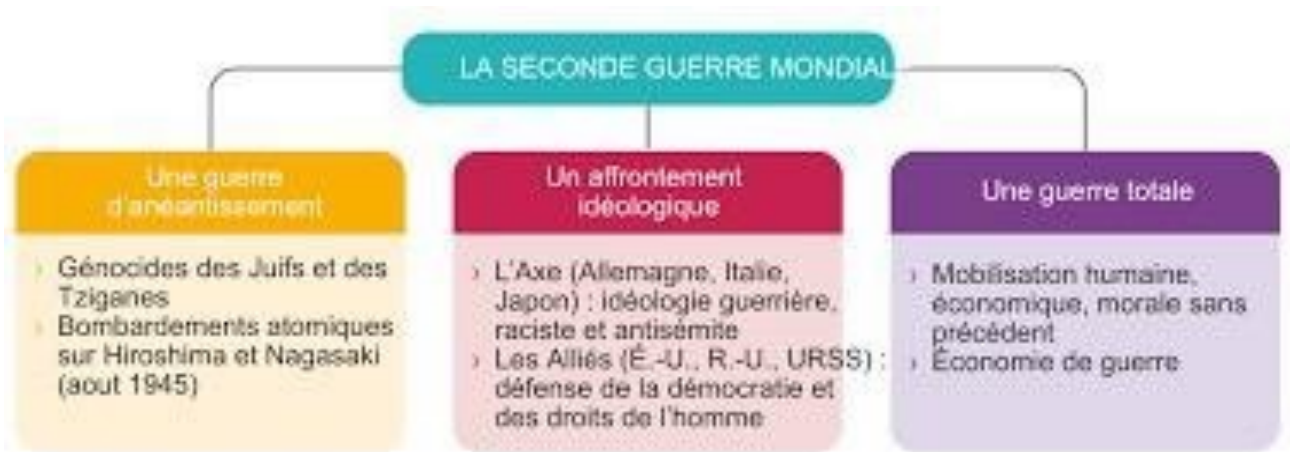 LA SECONDE GUERRE MONDIAL
Une guerre
d'anéantissement
› Génocides des Juifs et des
Tziganes
› Bombardements atomiques
sur Hiroshima et Nagasaki
(aout 1945)
Un affrontement
idéologique
› L'Axe (Allemagne, Italie,
Japon) : idéologie guerrière,
raciste et antisémite
› Les Alliés (É.-U., R.-U., URSS) :
défense de la démocratie et
des droits de l'homme
Une guerre totale
› Mobilisation humaine,
économique, morale sans
précédent
› Économie de guerre